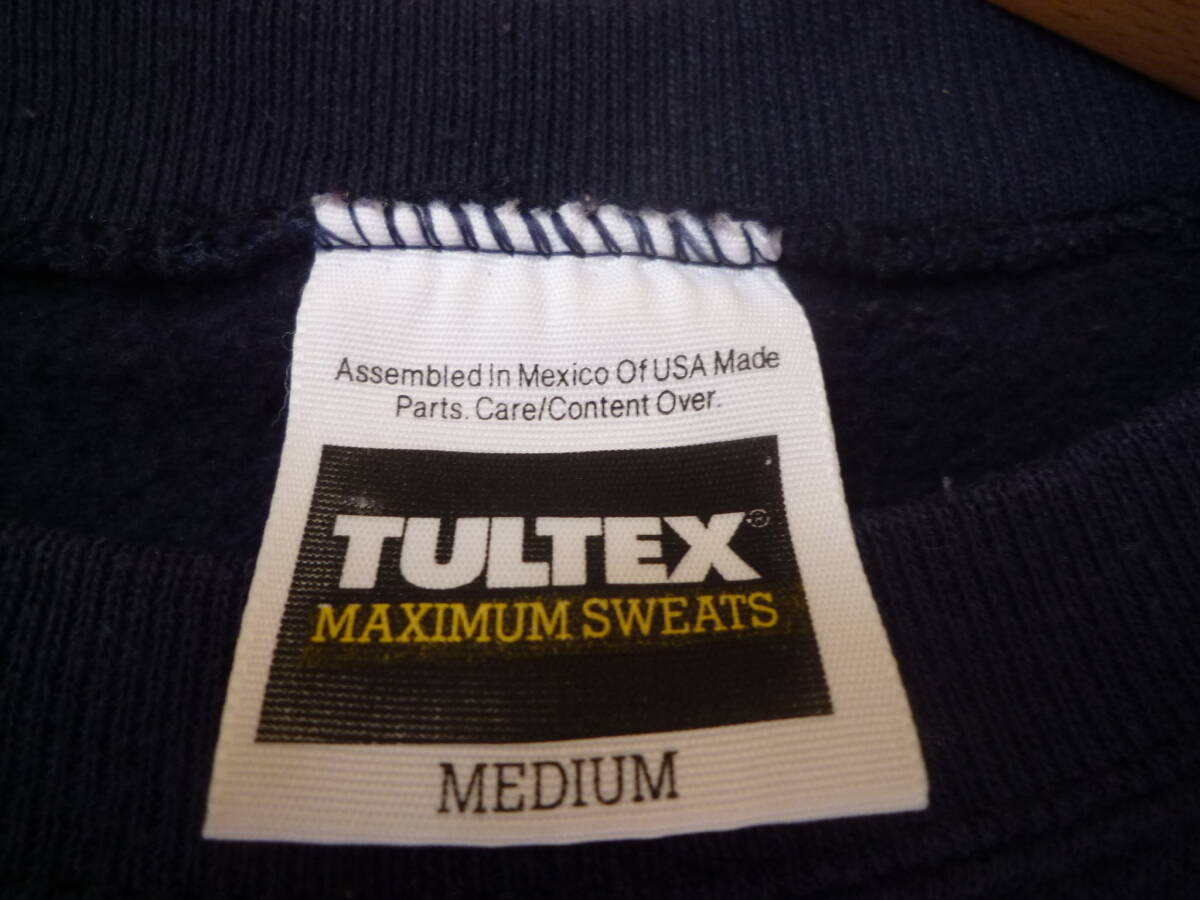 Assembled In Mexico Of USA Made
Parts. Care/Content Over.
TULTEX®
MAXIMUM SWEATS
MEDIUM